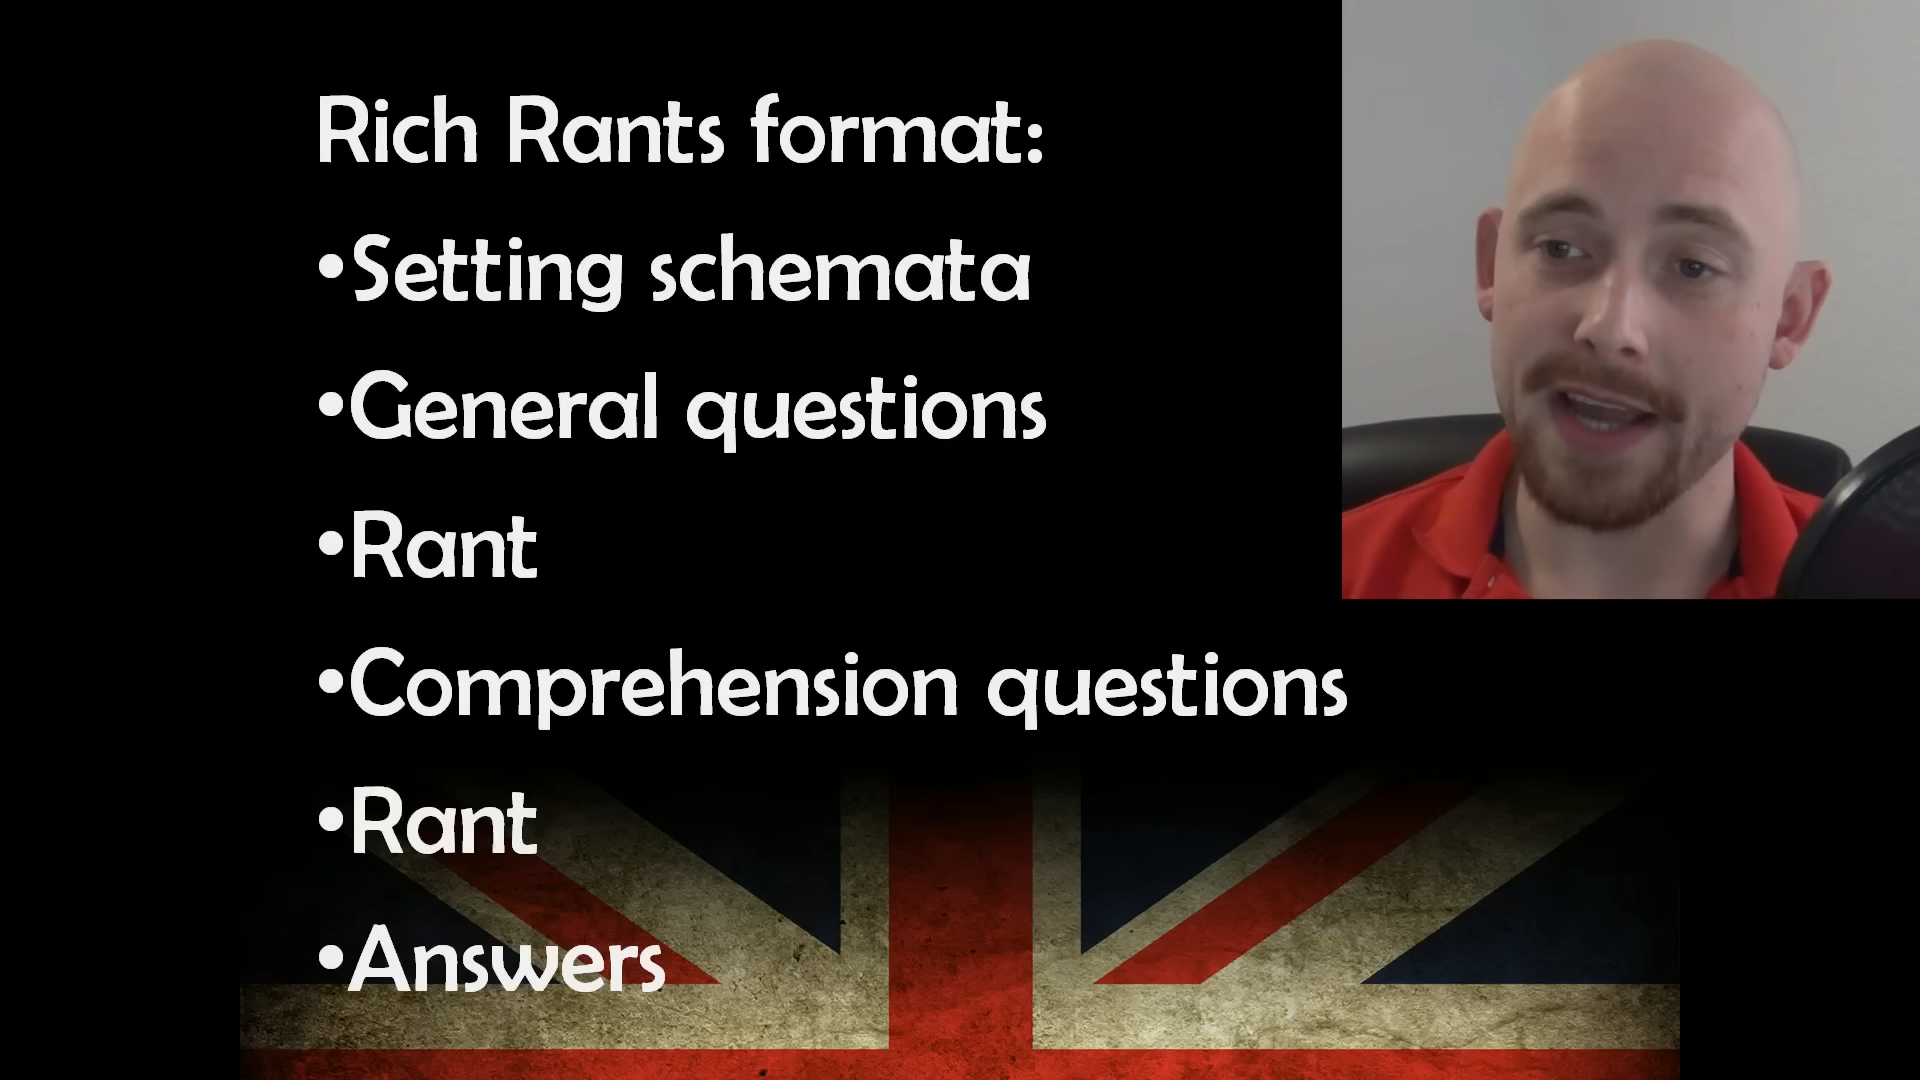 Rich Rants format:
•Setting schemata
•General questions
•Rant
•Comprehension questions
•Rant
•Answers